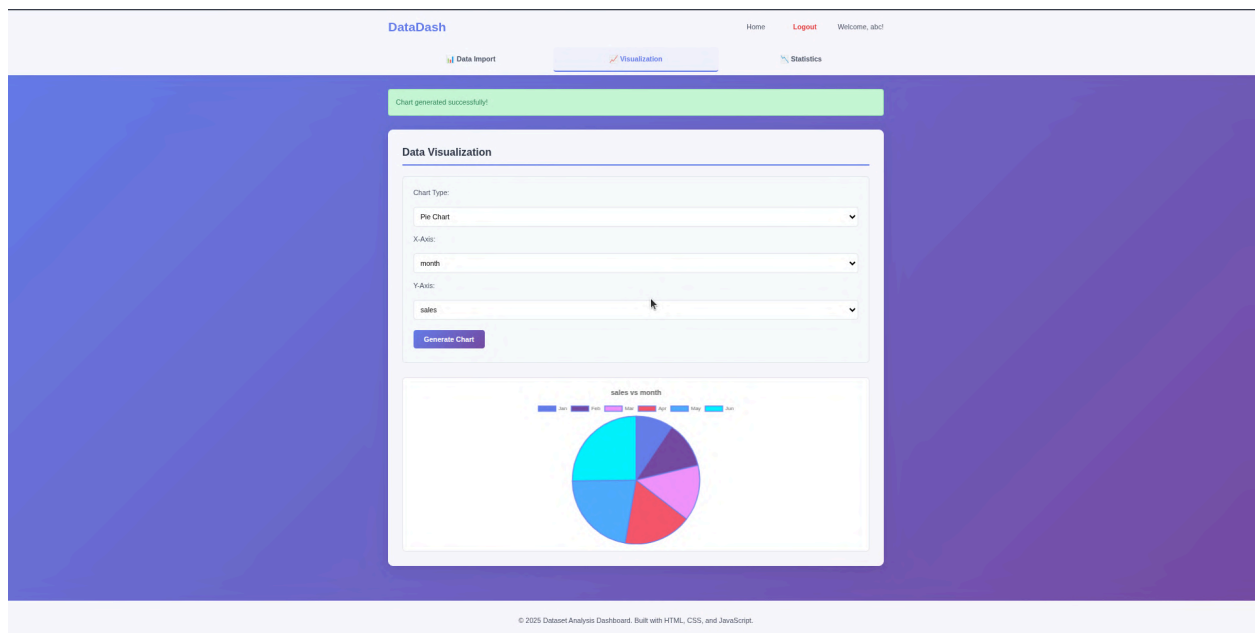 DataDash
Home Logout Welcome, abc!
📊 Data Import 📈 Visualization 📉 Statistics
Chart generated successfully!
Data Visualization
Chart Type:
Pie Chart
X-Axis:
month
Y-Axis:
sales
Generate Chart
sales vs month
Jan Feb Mar Apr May Jun
© 2025 Dataset Analysis Dashboard. Built with HTML, CSS, and JavaScript.